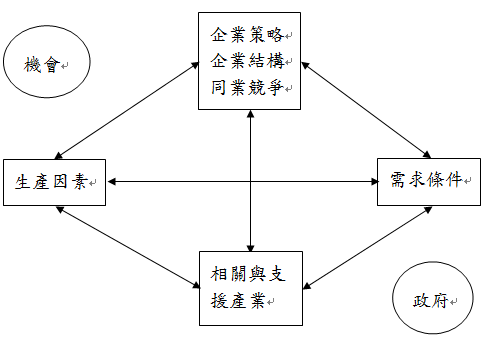 企業策略
企業結構
同業競爭
機會
生產因素
需求條件
相關與支
援產業
政府